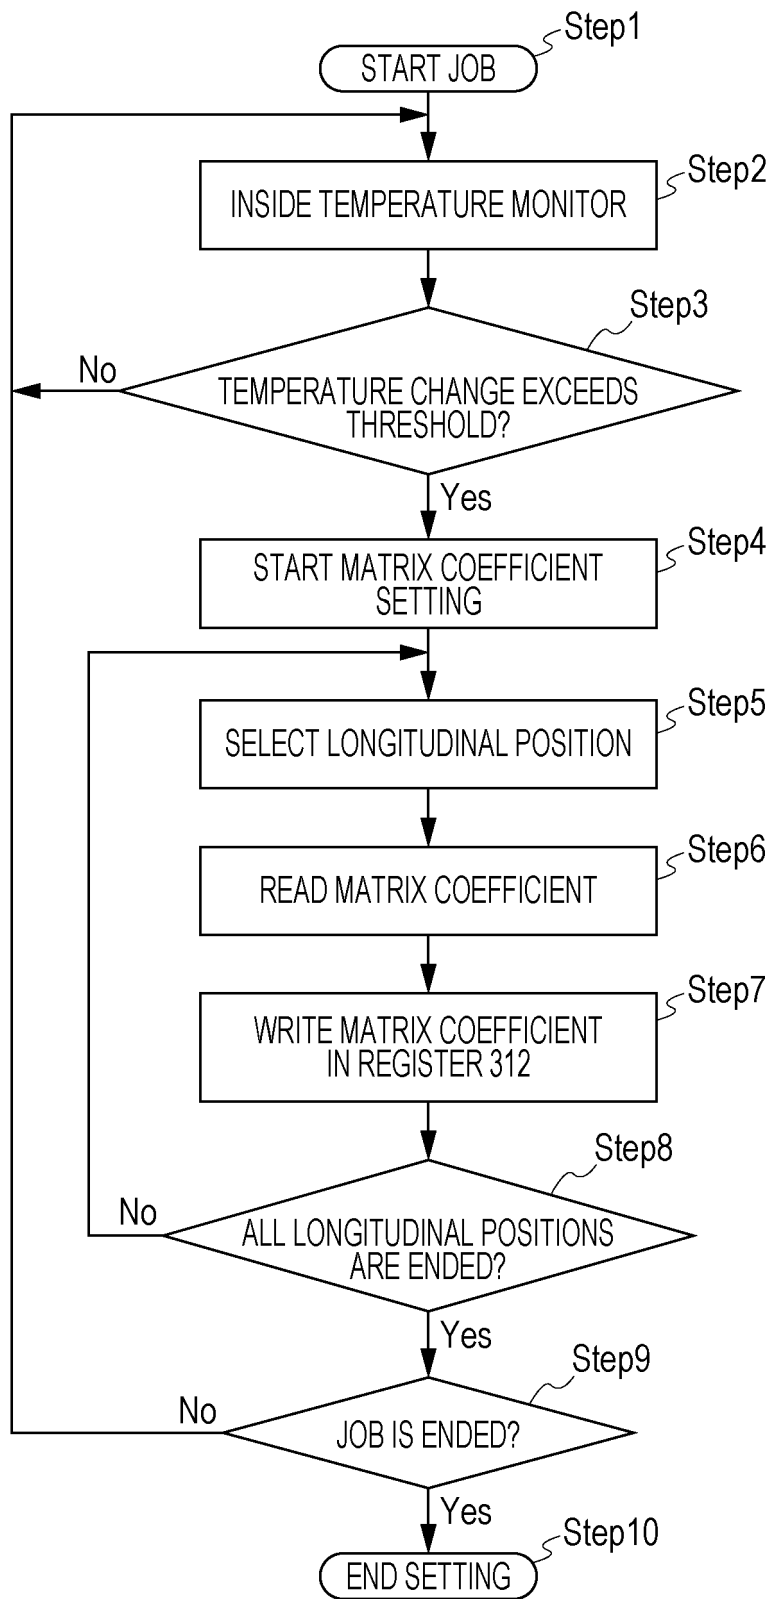 Step1
START JOB
Step2
INSIDE TEMPERATURE MONITOR
Step3
No
TEMPERATURE CHANGE EXCEEDS
THRESHOLD?
Yes
Step4
START MATRIX COEFFICIENT
SETTING
Step5
SELECT LONGITUDINAL POSITION
Step6
READ MATRIX COEFFICIENT
Step7
WRITE MATRIX COEFFICIENT
IN REGISTER 312
Step8
No
ALL LONGITUDINAL POSITIONS
ARE ENDED?
Yes
Step9
No
JOB IS ENDED?
Yes
Step10
END SETTING